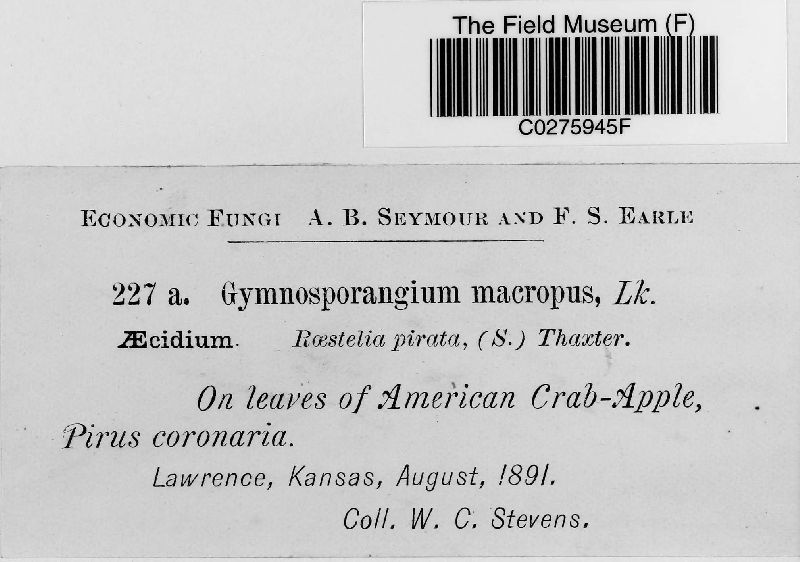 The Field Museum (F)
C0275945F
Economic Fungi A. B. Seymour and F. S. Earle
227 a. Gymnosporangium macropus, Lk.
Æcidium. Rœstelia pirata, (S.) Thaxter.
On leaves of American Crab-Apple,
Pirus coronaria.
Lawrence, Kansas, August, 1891.
Coll. W. C. Stevens.